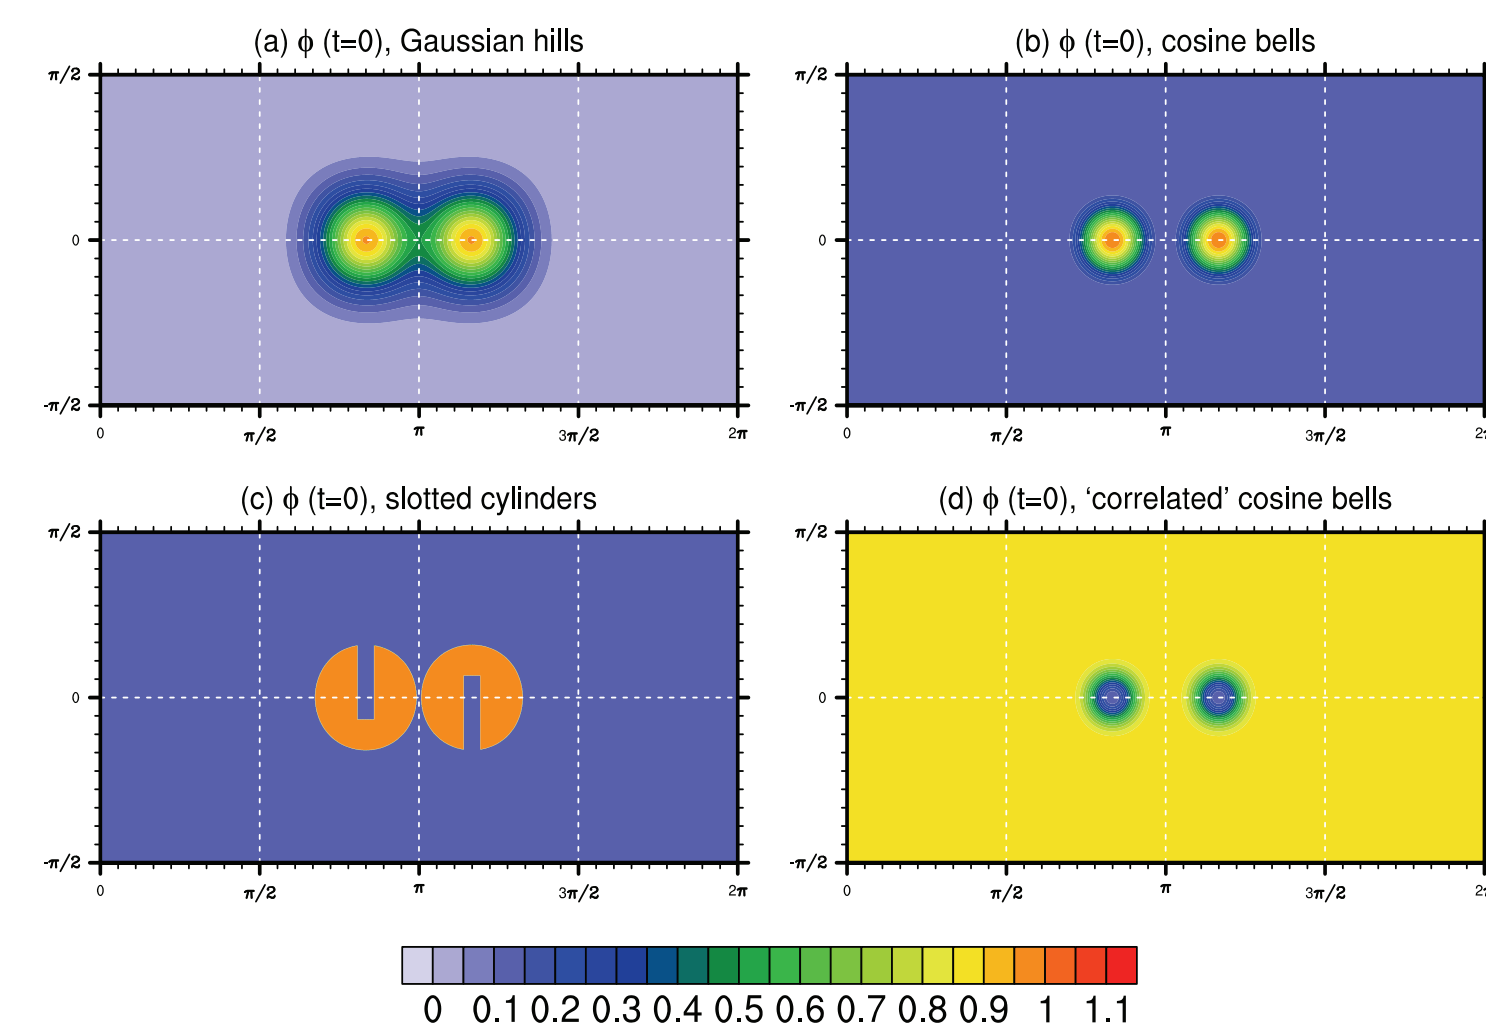 (a) ϕ (t=0), Gaussian hills
(b) ϕ (t=0), cosine bells
π/2
0
-π/2
0 π/2 π 3π/2 2π
π/2
0
-π/2
0 π/2 π 3π/2
(c) ϕ (t=0), slotted cylinders
(d) ϕ (t=0), ‘correlated’ cosine bells
π/2
0
-π/2
0 π/2 π 3π/2 2π
π/2
0
-π/2
0 π/2 π 3π/2
0 0.1 0.2 0.3 0.4 0.5 0.6 0.7 0.8 0.9 1 1.1